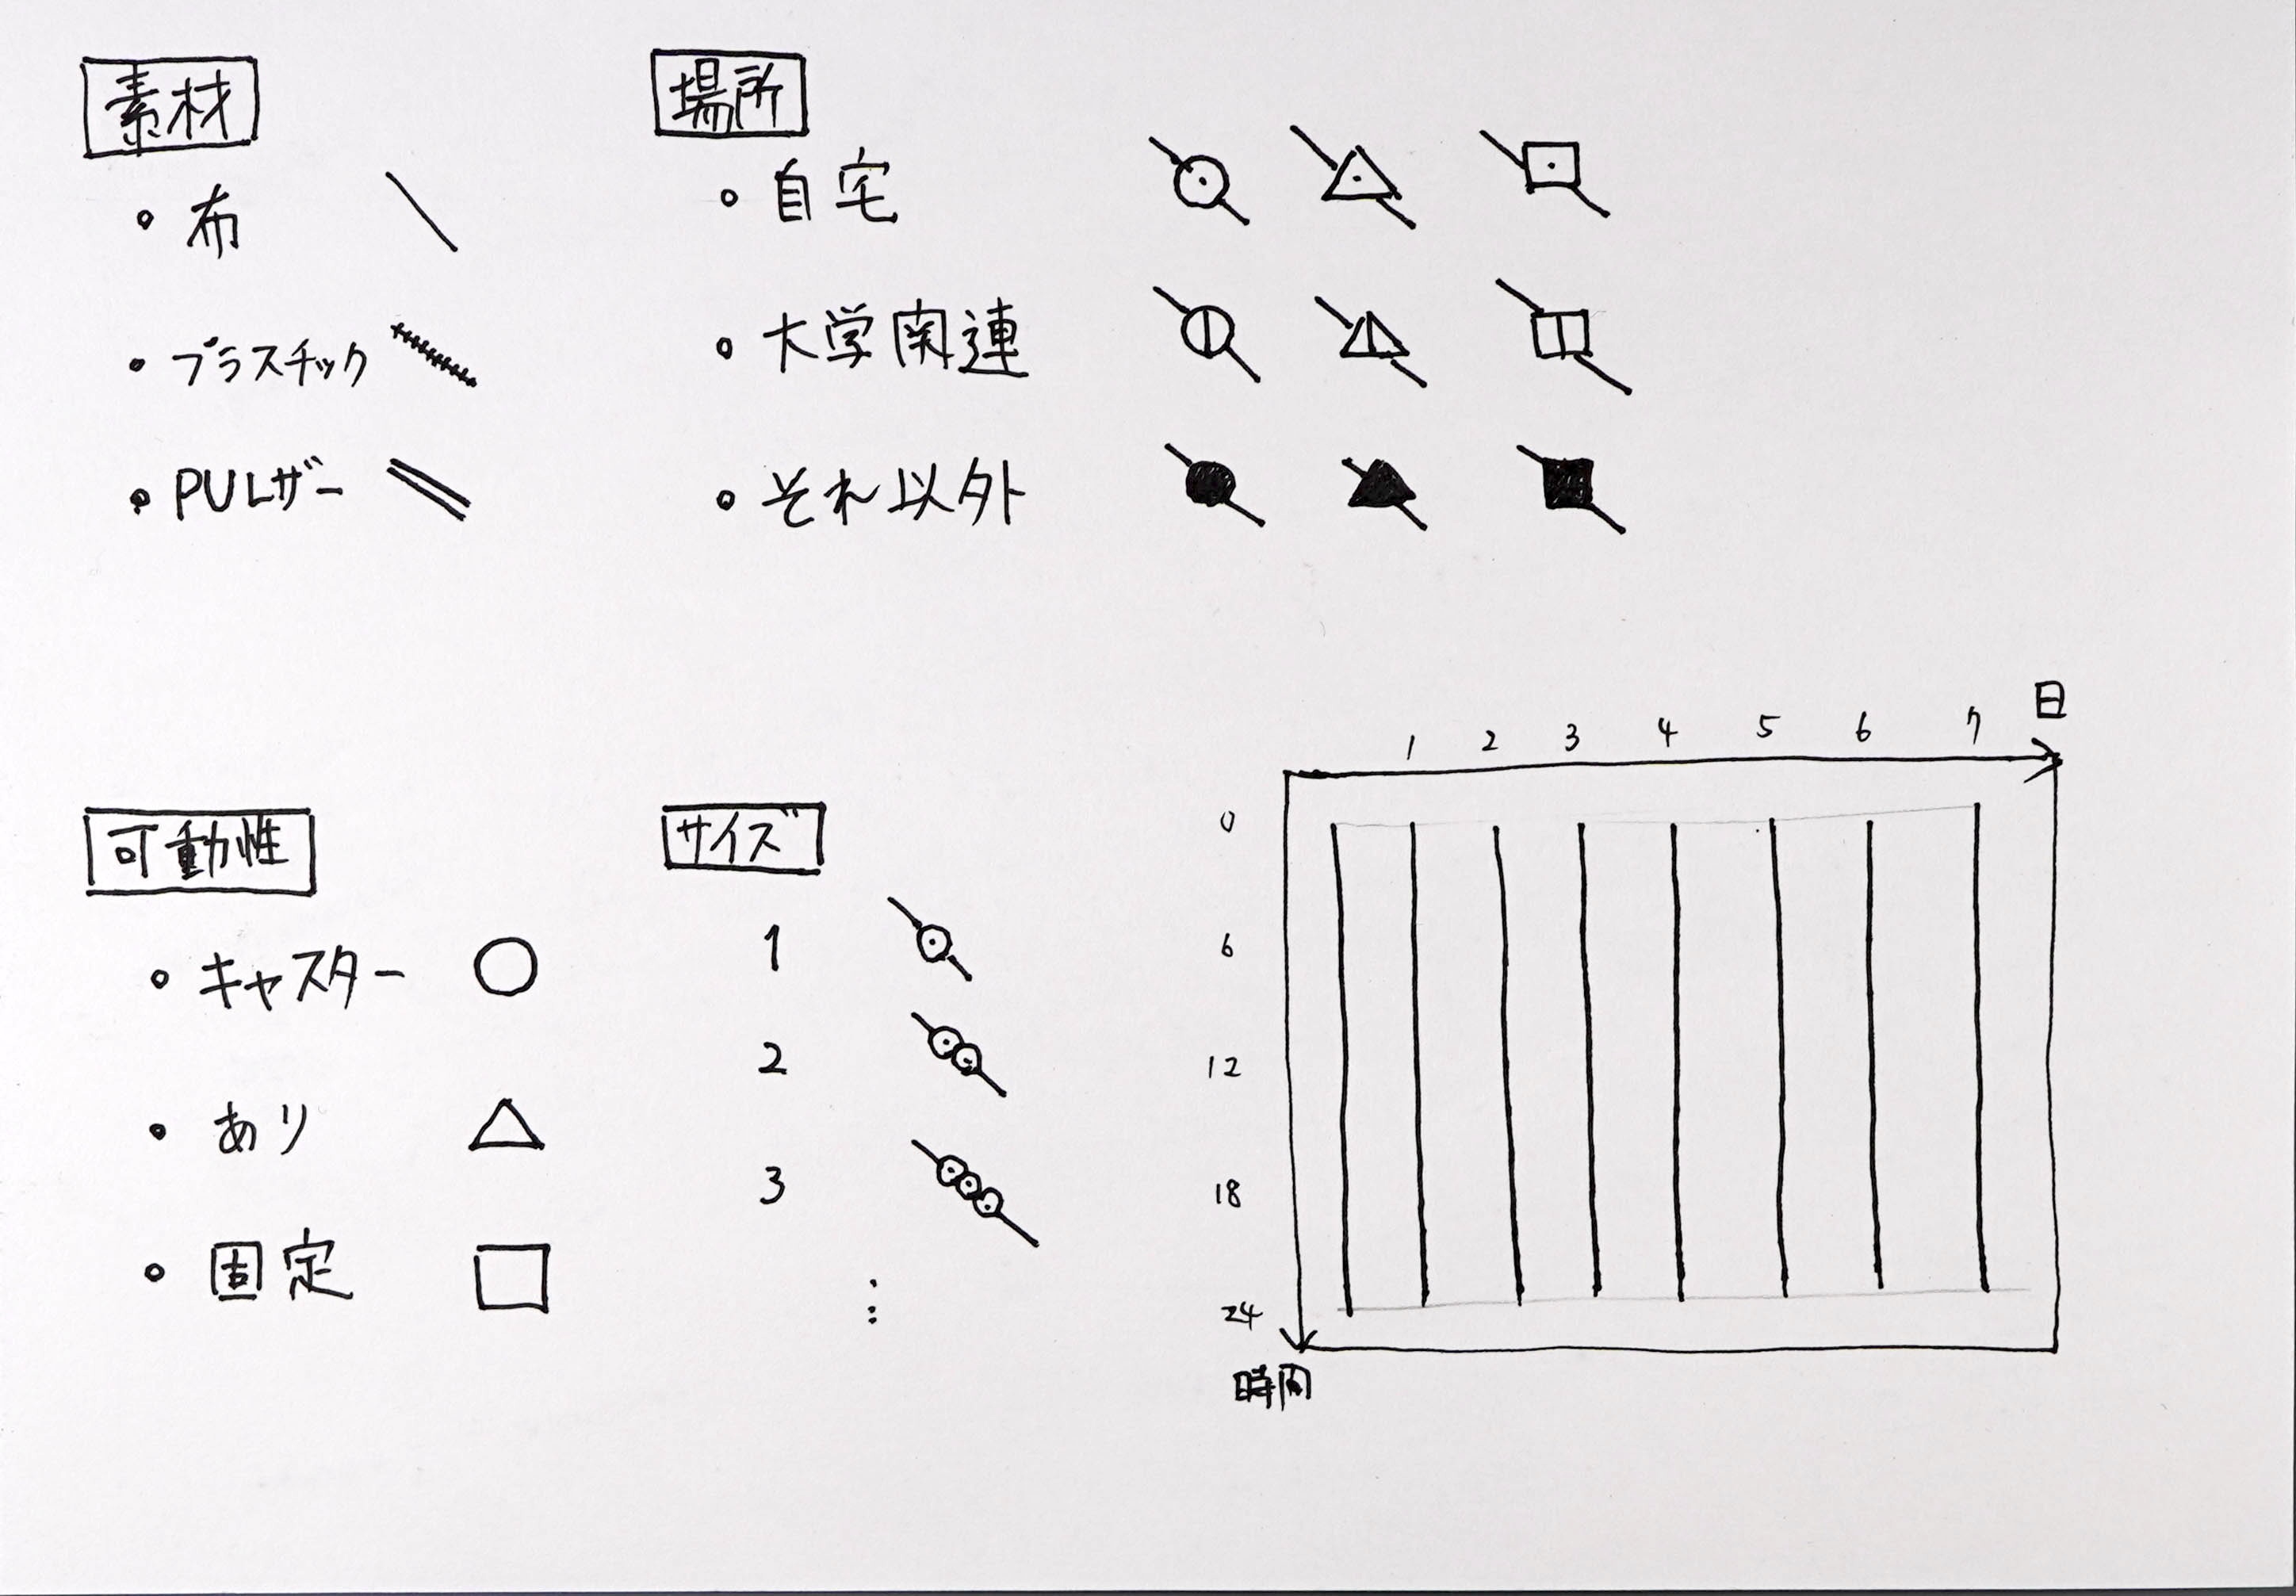 素材
布
プラスチック
PUレザー
場所
自宅
大学関連
それ以外
可動性
キャスター
あり
固定
サイズ
1
2
3
⋮
日
1 2 3 4 5 6 7
0
6
12
18
24
時間